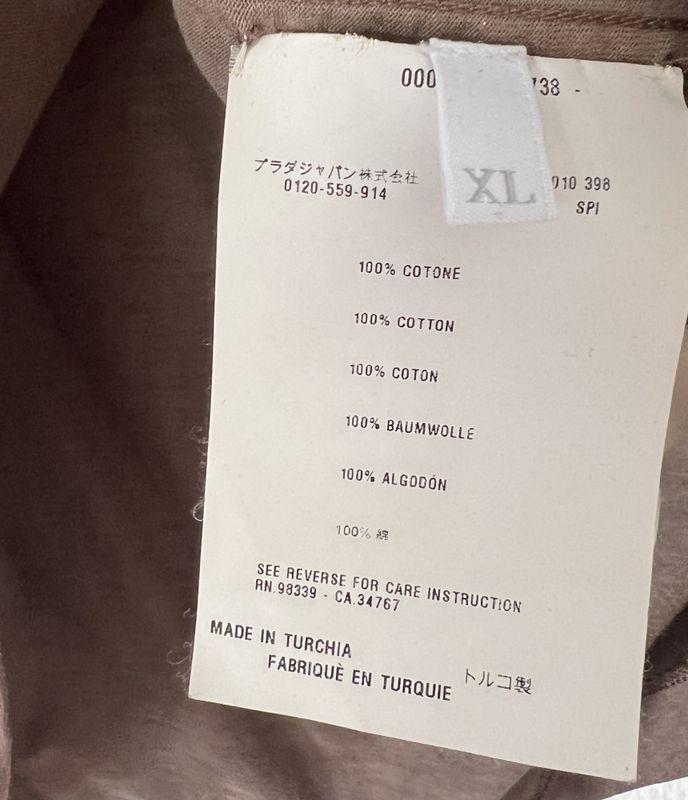 000 738 -
プラダジャパン株式会社
0120-559-914
XL
010 398
SPI
100% COTONE
100% COTTON
100% COTON
100% BAUMWOLLE
100% ALGODÓN
100% 綿
SEE REVERSE FOR CARE INSTRUCTION
RN.98339 - CA.34767
MADE IN TURCHIA
FABRIQUÈ EN TURQUIE
トルコ製